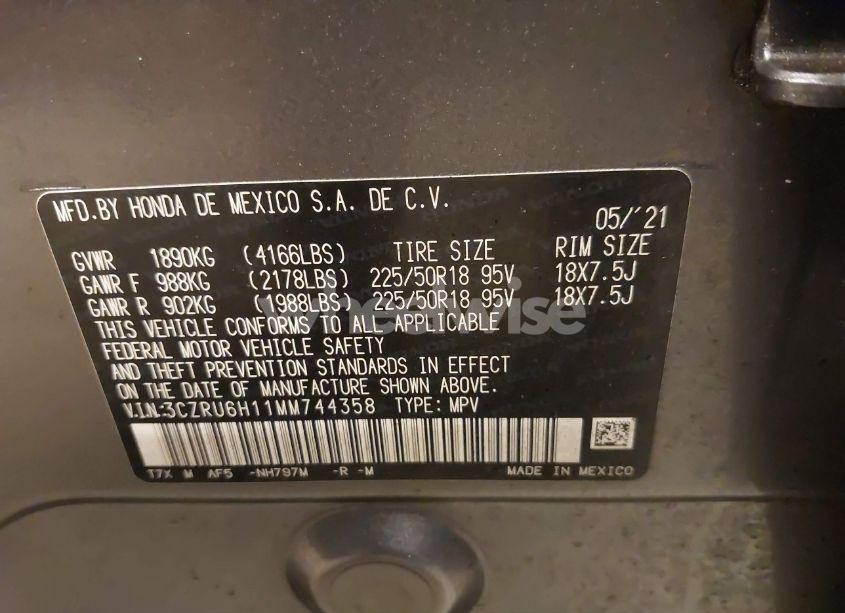 MFD.BY HONDA DE MEXICO S.A. DE C.V.
05/'21
GVWR 1890KG (4166LBS) TIRE SIZE RIM SIZE
GAWR F 988KG (2178LBS) 225/50R18 95V 18X7.5J
GAWR R 902KG (1988LBS) 225/50R18 95V 18X7.5J
THIS VEHICLE CONFORMS TO ALL APPLICABLE
FEDERAL MOTOR VEHICLE SAFETY
AND THEFT PREVENTION STANDARDS IN EFFECT
ON THE DATE OF MANUFACTURE SHOWN ABOVE.
V.I.N.3CZRU6H11MM744358 TYPE: MPV
T7X M AF5 -NH797M -R -M
MADE IN MEXICO